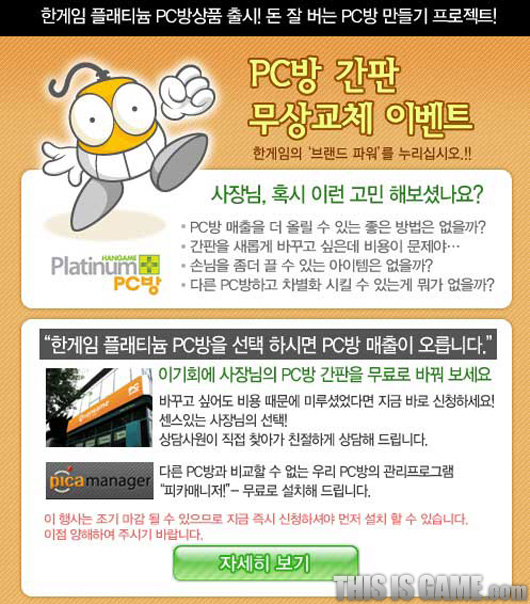 한게임 플래티늄 PC방상품 출시! 돈 잘 버는 PC방 만들기 프로젝트!
PC방 간판
무상교체 이벤트
한게임의 '브랜드 파워'를 누리십시오.!!
사장님, 혹시 이런 고민 해보셨나요?
• PC방 매출을 더 올릴 수 있는 좋은 방법은 없을까?
• 간판을 새롭게 바꾸고 싶은데 비용이 문제야…
• 손님을 좀더 끌 수 있는 아이템은 없을까?
• 다른 PC방하고 차별화 시킬 수 있는게 뭐가 없을까?
HANGAME
Platinum
PC방
“한게임 플래티늄 PC방을 선택 하시면 PC방 매출이 오릅니다.”
이기회에 사장님의 PC방 간판을 무료로 바꿔 보세요
바꾸고 싶어도 비용 때문에 미루셨었다면 지금 바로 신청하세요!
센스있는 사장님의 선택!
상담사원이 직접 찾아가 친절하게 상담해 드립니다.
picamanager
다른 PC방과 비교할 수 없는 우리 PC방의 관리프로그램
“피카매니저!”– 무료로 설치해 드립니다.
이 행사는 조기 마감 될 수 있으므로 지금 즉시 신청하셔야 먼저 설치 할 수 있습니다.
이점 양해하여 주시기 바랍니다.
자세히 보기
THIS IS GAME.com